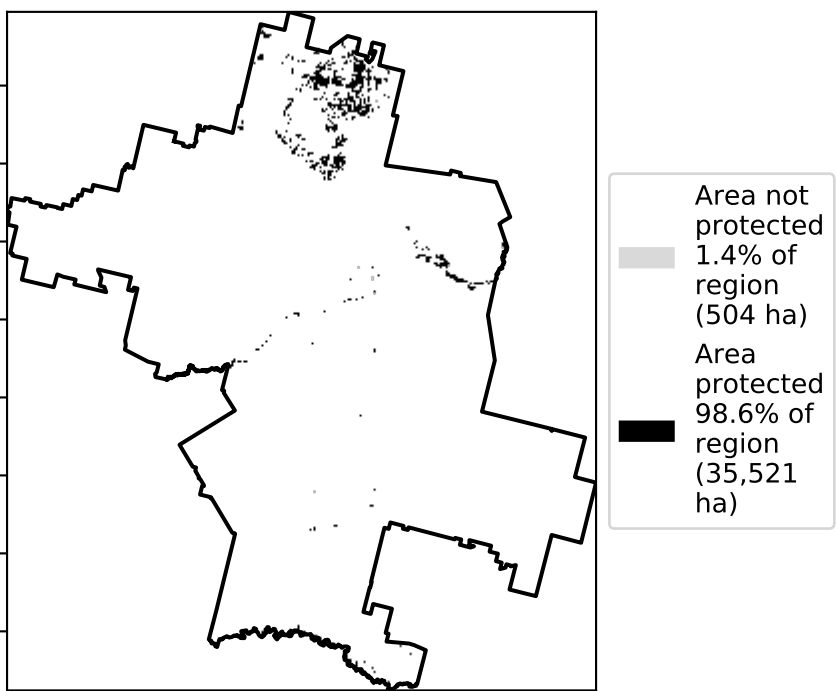 Area not
protected
1.4% of
region
(504 ha)
Area
protected
98.6% of
region
(35,521
ha)